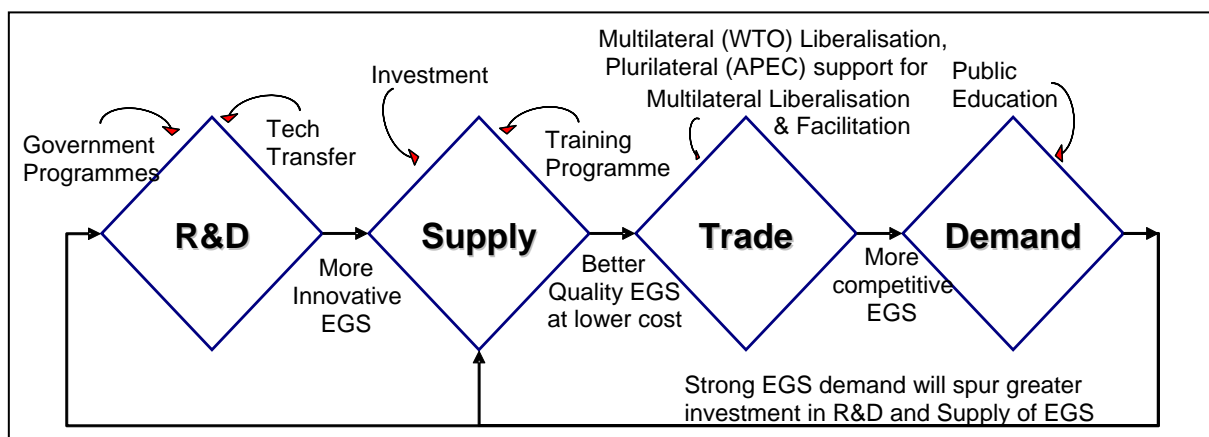 Multilateral (WTO) Liberalisation,
Plurilateral (APEC) support for
Multilateral Liberalisation
& Facilitation
Investment
Public
Education
Government
Programmes
Tech
Transfer
Training
Programme
R&D
Supply
Trade
Demand
More
Innovative
EGS
Better
Quality EGS
at lower cost
More
competitive
EGS
Strong EGS demand will spur greater
investment in R&D and Supply of EGS